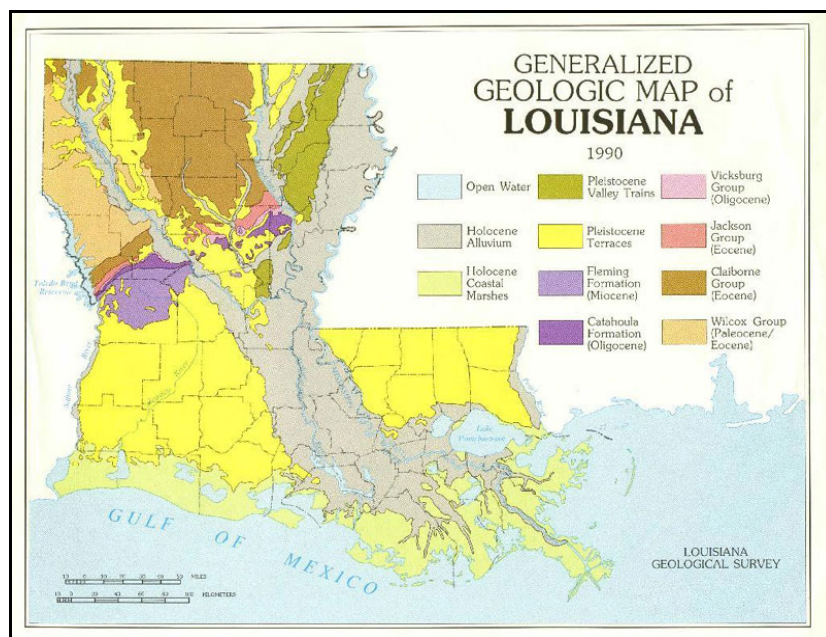 GENERALIZED
GEOLOGIC MAP of
LOUISIANA
1990
Open Water
Holocene
Alluvium
Holocene
Coastal
Marshes
Pleistocene
Valley Trains
Pleistocene
Terraces
Fleming
Formation
(Miocene)
Catahoula
Formation
(Oligocene)
Vicksburg
Group
(Oligocene)
Jackson
Group
(Eocene)
Claiborne
Group
(Eocene)
Wilcox Group
(Paleocene/
Eocene)
Toledo Bend
Reservoir
Sabine
River
Lake
Pontchartrain
GULF OF MEXICO
MILES
KILOMETERS
LOUISIANA
GEOLOGICAL SURVEY